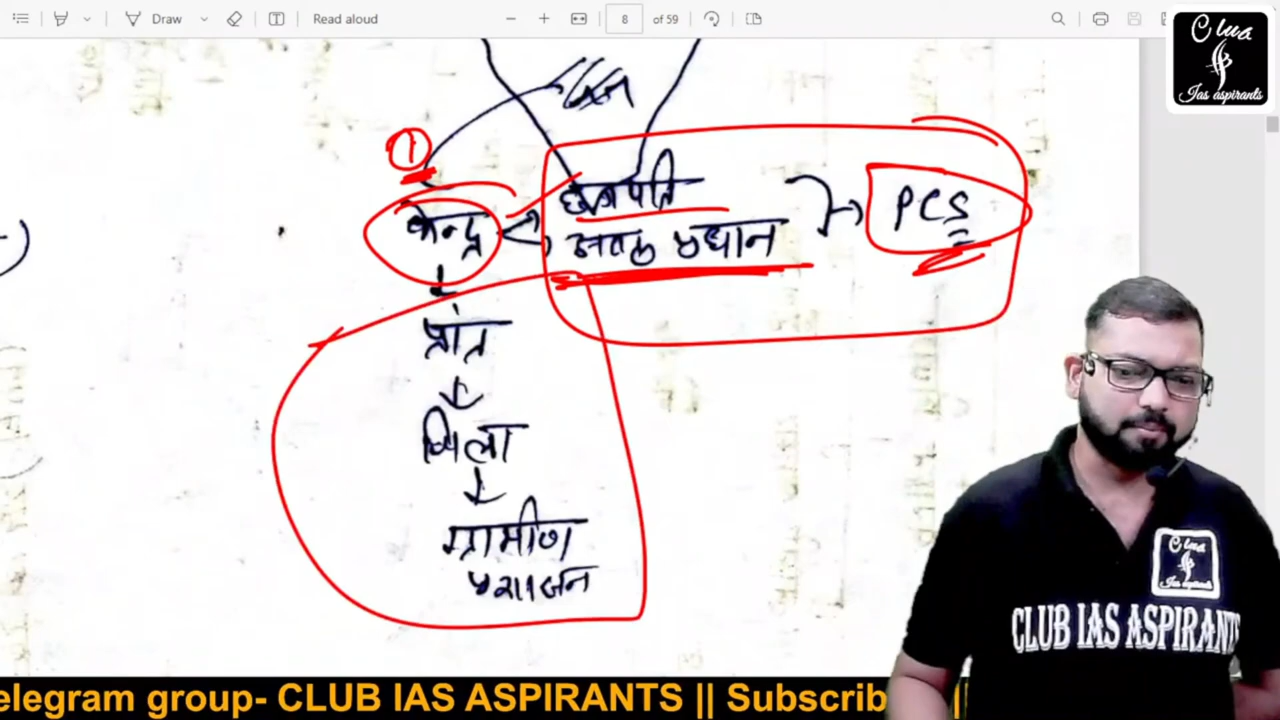 Draw
Read aloud
8 of 59
Clua
Ias aspirants
①
केन्द्र
छत्रपति
अष्ट प्रधान
PCS
प्रांत
जिला
ग्रामीण
प्रशासन
Clua
CLUB IAS ASPIRANTS
elegram group- CLUB IAS ASPIRANTS || Subscrib